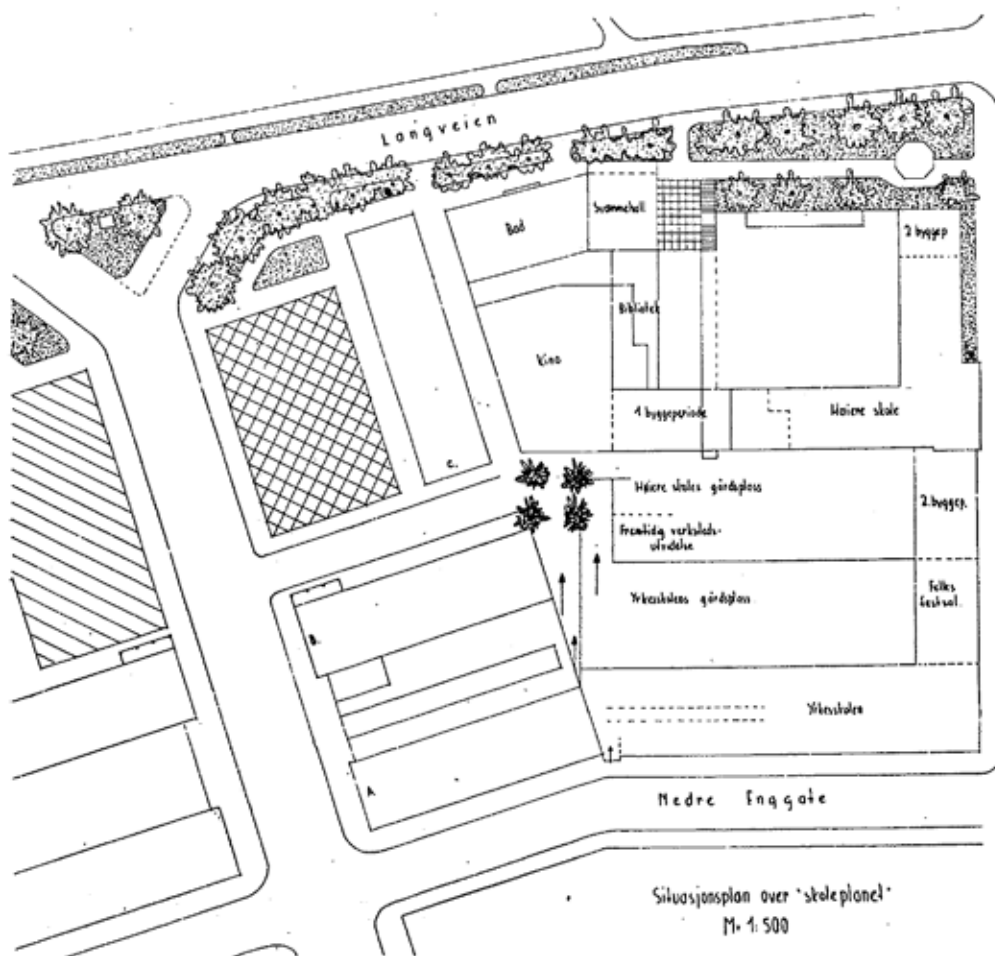 Langveien
Bad
Svømmehall
2 byggep
Bibliotek
Kino
1 byggeperiode
Høiere skole
C.
Høiere skoles gårdsplass
2. byggep.
Fremtidig verksteds-
utvidelse
Felles
festsal.
Yrkesskolens gårdsplass.
B.
Yrkesskolen
A
Nedre Enggate
Situasjonsplan over "skoleplanet"
M= 1:500